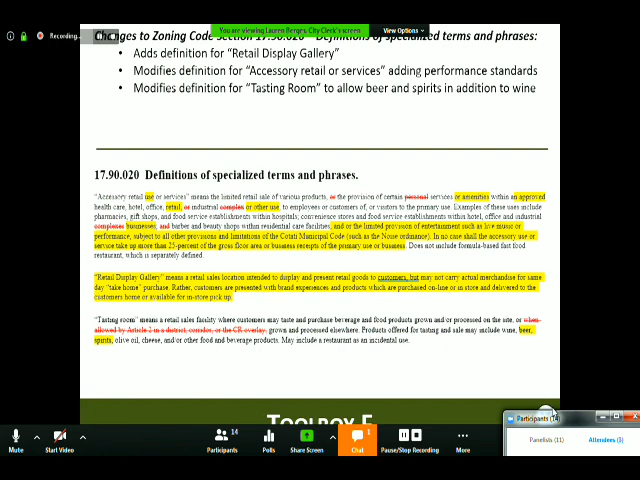 You are viewing Lauren Berges, City Clerk's screen
View Options
Recording...
Changes to Zoning Code Section 17.90.020 - Definitions of specialized terms and phrases:
• Adds definition for "Retail Display Gallery"
• Modifies definition for "Accessory retail or services" adding performance standards
• Modifies definition for "Tasting Room" to allow beer and spirits in addition to wine
17.90.020 Definitions of specialized terms and phrases.
"Accessory retail use or services" means the limited retail sale of various products, or the provision of certain personal services or amenities within an approved
health care, hotel, office, retail, or industrial complex or other use, to employees or customers of, or visitors to the primary use. Examples of these uses include
pharmacies, gift shops, and food service establishments within hospitals; convenience stores and food service establishments within hotel, office and industrial
complexes businesses; and barber and beauty shops within residential care facilities, and or the limited provision of entertainment such as live music or
performance, subject to all other provisions and limitations of the Cotati Municipal Code (such as the Noise ordinance). In no case shall the accessory use or
service take up more than 25-percent of the gross floor area or business receipts of the primary use or business. Does not include formula-based fast food
restaurant, which is separately defined.
"Retail Display Gallery" means a retail sales location intended to display and present retail goods to customers, but may not carry actual merchandise for same
day "take home" purchase. Rather, customers are presented with brand experiences and products which are purchased on-line or in store and delivered to the
customers home or available for in-store pick up.
"Tasting room" means a retail sales facility where customers may taste and purchase beverage and food products grown and/or processed on the site, or when
allowed by Article 2 in a district, corridor, or the CR overlay, grown and processed elsewhere. Products offered for tasting and sale may include wine, beer,
spirits, olive oil, cheese, and/or other food and beverage products. May include a restaurant as an incidental use.
Toolbox E
Participants (14)
Panelists (11)
Attendees (3)
14
1
Mute
Start Video
Participants
Polls
Share Screen
Chat
Pause/Stop Recording
More